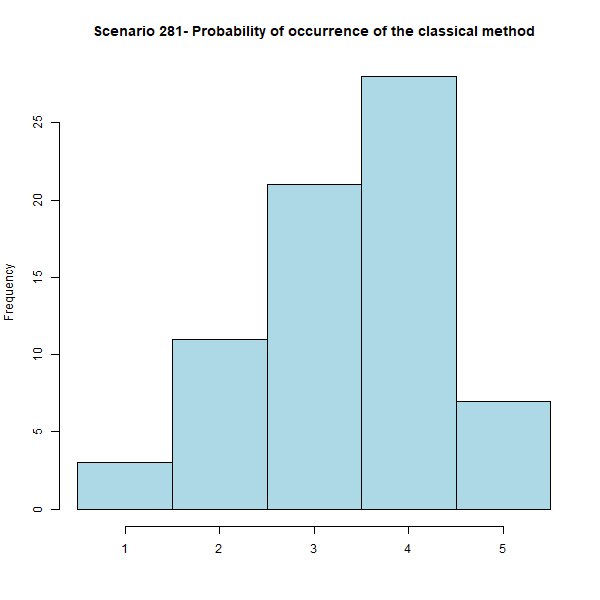 Scenario 281- Probability of occurrence of the classical method
Frequency
25
20
15
10
5
0
1 2 3 4 5